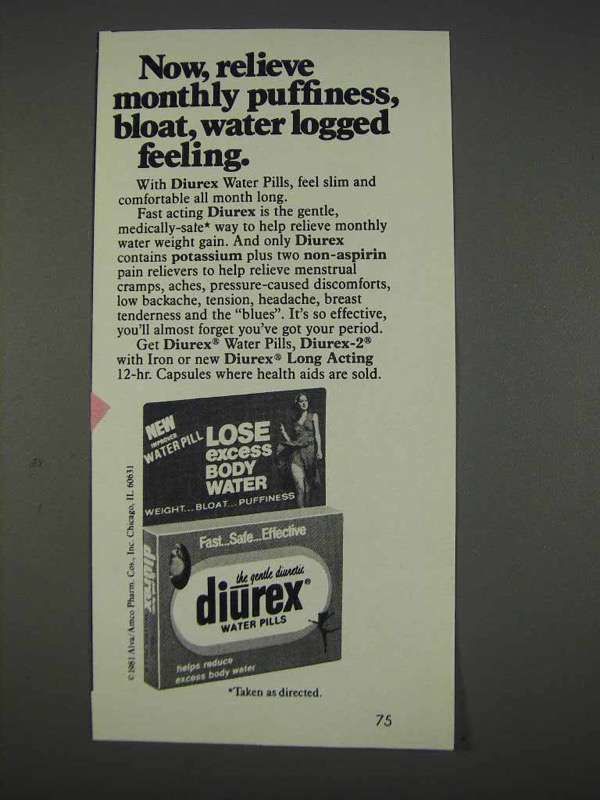 Now, relieve
monthly puffiness,
bloat, water logged
feeling.
With Diurex Water Pills, feel slim and
comfortable all month long.
Fast acting Diurex is the gentle,
medically-safe* way to help relieve monthly
water weight gain. And only Diurex
contains potassium plus two non-aspirin
pain relievers to help relieve menstrual
cramps, aches, pressure-caused discomforts,
low backache, tension, headache, breast
tenderness and the “blues”. It’s so effective,
you’ll almost forget you’ve got your period.
Get Diurex® Water Pills, Diurex-2®
with Iron or new Diurex® Long Acting
12-hr. Capsules where health aids are sold.
NEW
IMPROVED
WATER PILL
LOSE
excess
BODY
WATER
WEIGHT...BLOAT...PUFFINESS
Fast...Safe...Effective
diurex
the gentle diuretic
diūrex®
WATER PILLS
helps reduce
excess body water
©1981 Alva/Amco Pharm. Cos., Inc. Chicago, IL 60631
*Taken as directed.
75